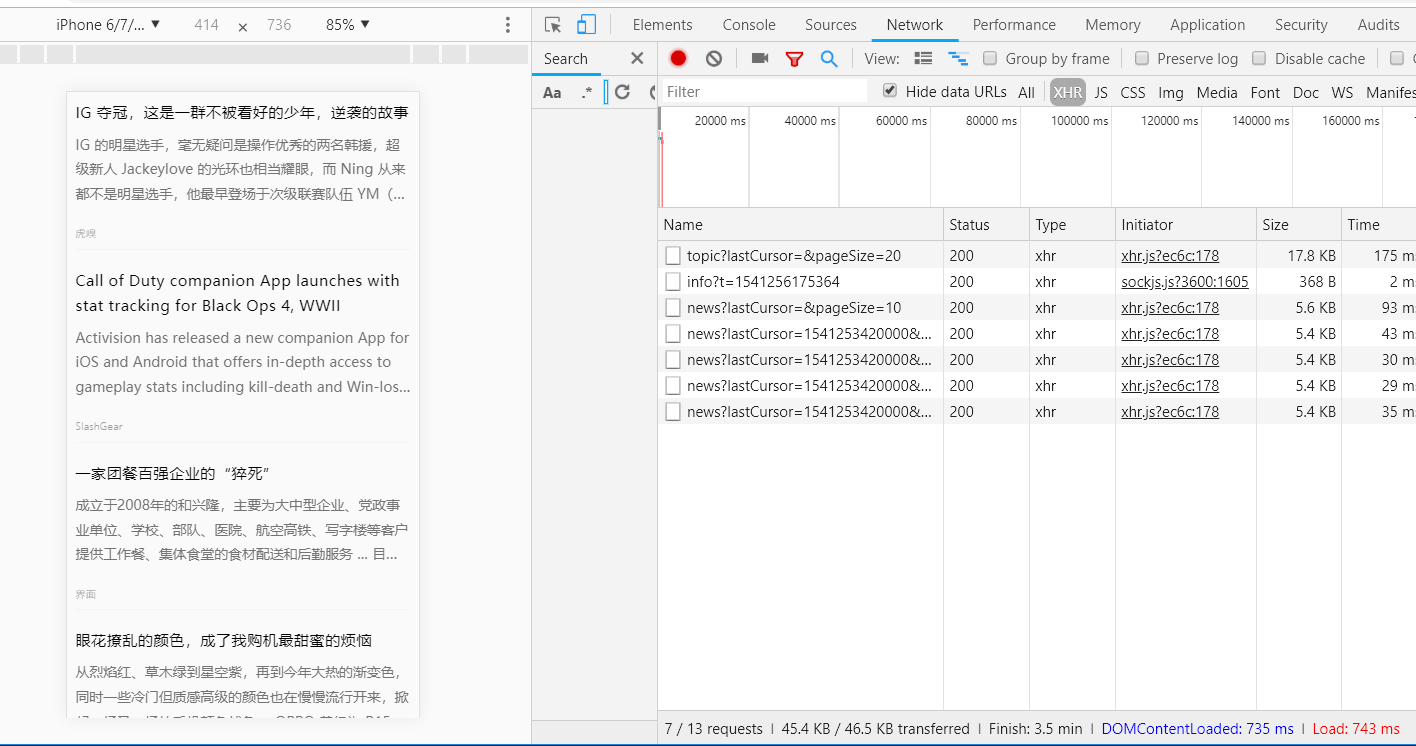 iPhone 6/7/... ▼ 414 × 736 85% ▼
IG 夺冠，这是一群不被看好的少年，逆袭的故事
IG 的明星选手，毫无疑问是操作优秀的两名韩援，超
级新人 Jackeylove 的光环也相当耀眼，而 Ning 从来
都不是明星选手，他最早登场于次级联赛队伍 YM（...
虎嗅
Call of Duty companion App launches with
stat tracking for Black Ops 4, WWII
Activision has released a new companion App for
iOS and Android that offers in-depth access to
gameplay stats including kill-death and Win-los...
SlashGear
一家团餐百强企业的“猝死”
成立于2008年的和兴隆，主要为大中型企业、党政事
业单位、学校、部队、医院、航空高铁、写字楼等客户
提供工作餐、集体食堂的食材配送和后勤服务 ... 目...
界面
眼花撩乱的颜色，成了我购机最甜蜜的烦恼
从烈焰红、草木绿到星空紫，再到今年大热的渐变色，
同时一些冷门但质感高级的颜色也在慢慢流行开来，掀
Elements Console Sources Network Performance Memory Application Security Audits
Search × View: Group by frame Preserve log Disable cache
Aa .* Filter Hide data URLs All XHR JS CSS Img Media Font Doc WS Manifes
20000 ms 40000 ms 60000 ms 80000 ms 100000 ms 120000 ms 140000 ms 160000 ms
Name Status Type Initiator Size Time
topic?lastCursor=&pageSize=20 200 xhr xhr.js?ec6c:178 17.8 KB 175 ms
info?t=1541256175364 200 xhr sockjs.js?3600:1605 368 B 2 ms
news?lastCursor=&pageSize=10 200 xhr xhr.js?ec6c:178 5.6 KB 93 ms
news?lastCursor=1541253420000&... 200 xhr xhr.js?ec6c:178 5.4 KB 43 ms
news?lastCursor=1541253420000&... 200 xhr xhr.js?ec6c:178 5.4 KB 30 ms
news?lastCursor=1541253420000&... 200 xhr xhr.js?ec6c:178 5.4 KB 29 ms
news?lastCursor=1541253420000&... 200 xhr xhr.js?ec6c:178 5.4 KB 35 ms
7 / 13 requests | 45.4 KB / 46.5 KB transferred | Finish: 3.5 min | DOMContentLoaded: 735 ms | Load: 743 ms